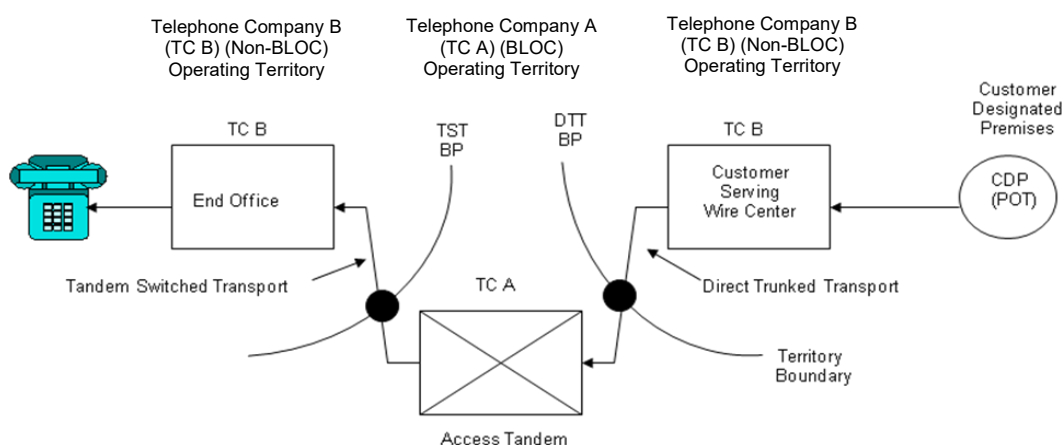 Telephone Company B
(TC B) (Non-BLOC)
Operating Territory
Telephone Company A
(TC A) (BLOC)
Operating Territory
Telephone Company B
(TC B) (Non-BLOC)
Operating Territory
Customer
Designated
Premises
TC B
TST
BP
DTT
BP
TC B
End Office
Customer
Serving
Wire Center
CDP
(POT)
Tandem Switched Transport
TC A
Direct Trunked Transport
Territory
Boundary
Access Tandem